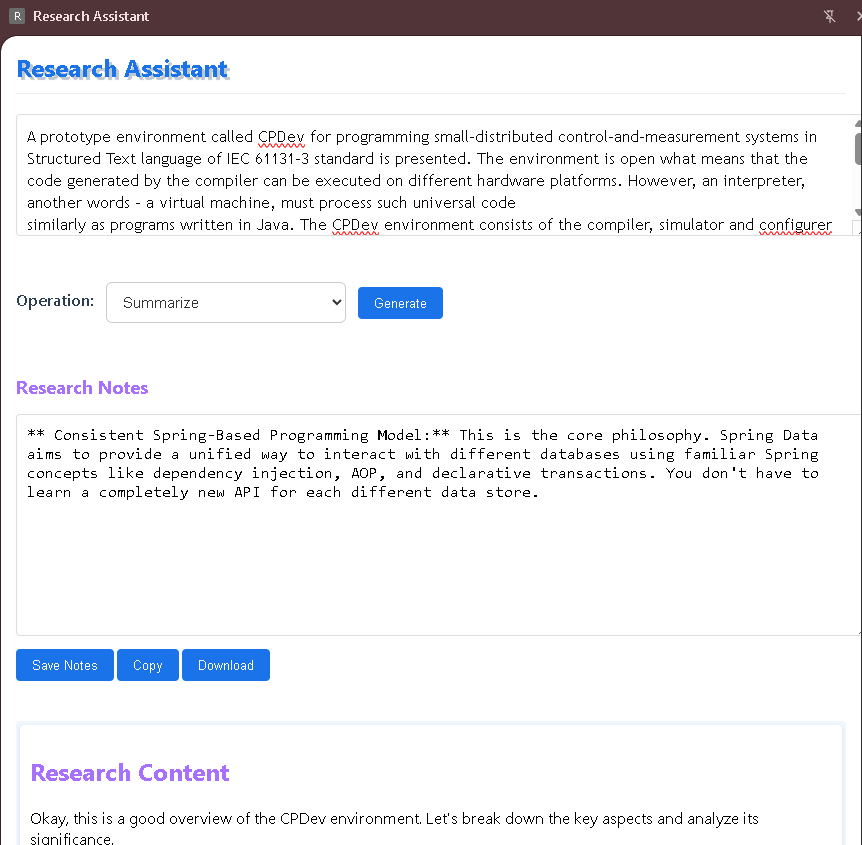 R Research Assistant
Research Assistant
A prototype environment called CPDev for programming small-distributed control-and-measurement systems in
Structured Text language of IEC 61131-3 standard is presented. The environment is open what means that the
code generated by the compiler can be executed on different hardware platforms. However, an interpreter,
another words - a virtual machine, must process such universal code
similarly as programs written in Java. The CPDev environment consists of the compiler, simulator and configurer
Operation:
Summarize
Generate
Research Notes
** Consistent Spring-Based Programming Model:** This is the core philosophy. Spring Data
aims to provide a unified way to interact with different databases using familiar Spring
concepts like dependency injection, AOP, and declarative transactions. You don't have to
learn a completely new API for each different data store.
Save Notes
Copy
Download
Research Content
Okay, this is a good overview of the CPDev environment. Let's break down the key aspects and analyze its
significance.